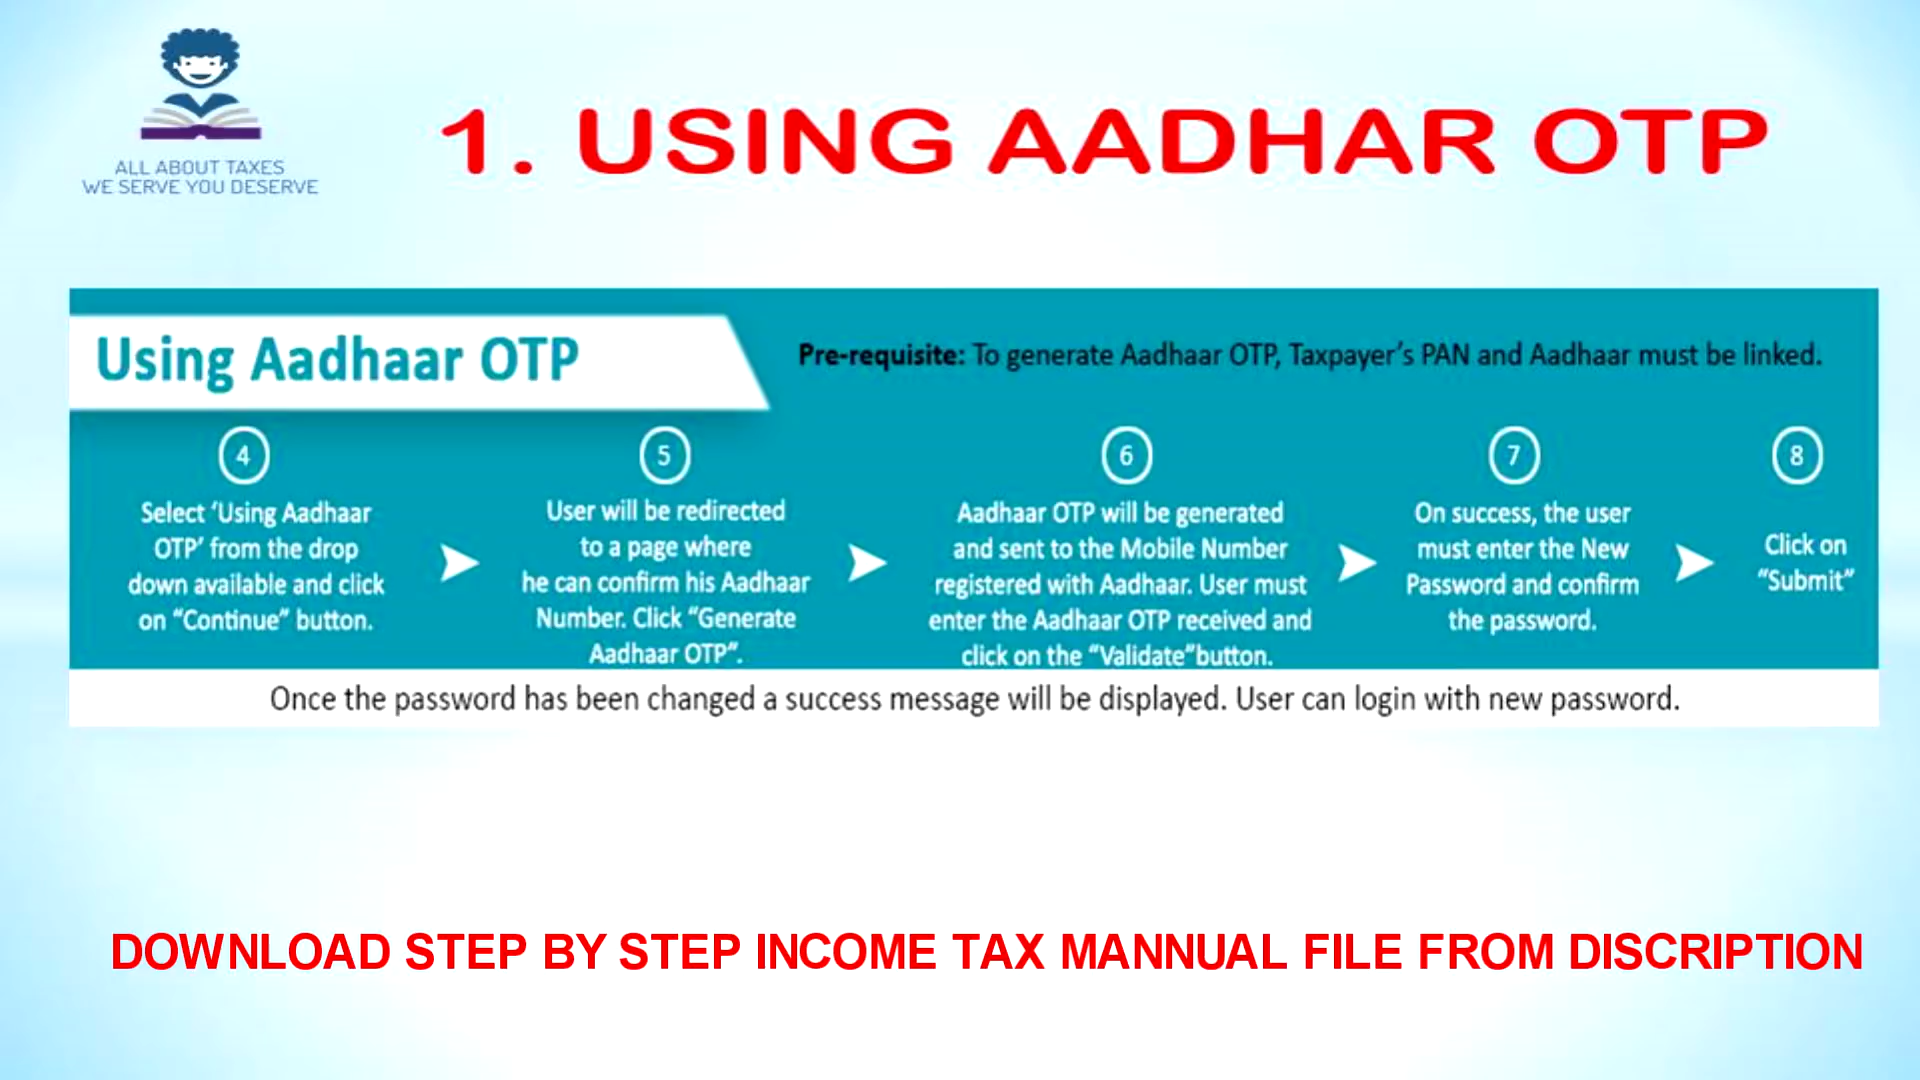 ALL ABOUT TAXES
WE SERVE YOU DESERVE
1. USING AADHAR OTP
Using Aadhaar OTP
Pre-requisite: To generate Aadhaar OTP, Taxpayer's PAN and Aadhaar must be linked.
4
Select 'Using Aadhaar
OTP' from the drop
down available and click
on "Continue" button.
5
User will be redirected
to a page where
he can confirm his Aadhaar
Number. Click "Generate
Aadhaar OTP".
6
Aadhaar OTP will be generated
and sent to the Mobile Number
registered with Aadhaar. User must
enter the Aadhaar OTP received and
click on the "Validate"button.
7
On success, the user
must enter the New
Password and confirm
the password.
8
Click on
"Submit"
Once the password has been changed a success message will be displayed. User can login with new password.
DOWNLOAD STEP BY STEP INCOME TAX MANNUAL FILE FROM DISCRIPTION